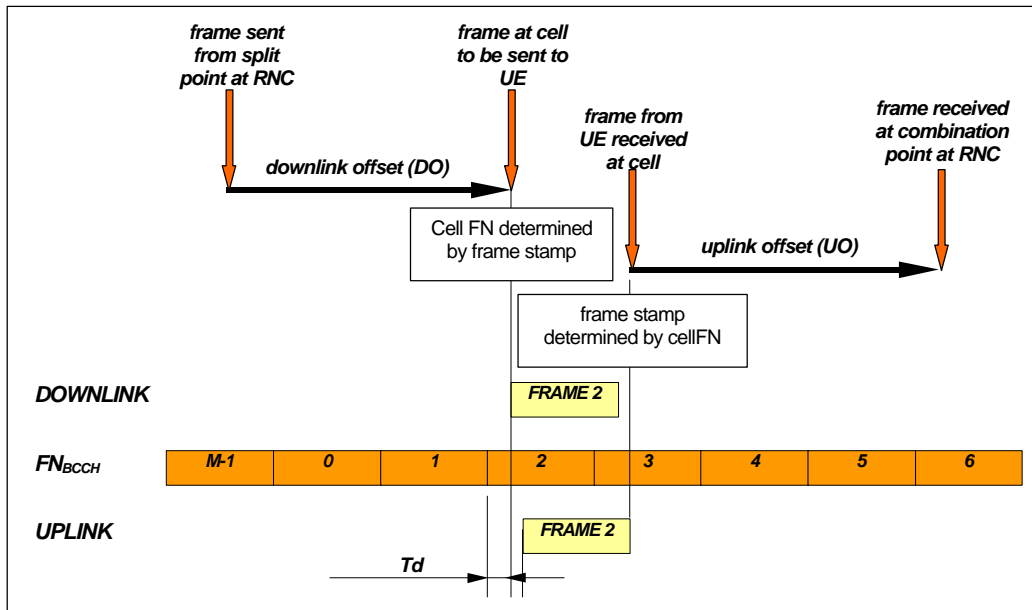 frame sent
from split
point at RNC
frame at cell
to be sent to
UE
frame from
UE received
at cell
frame received
at combination
point at RNC
downlink offset (DO)
Cell FN determined
by frame stamp
uplink offset (UO)
frame stamp
determined by cellFN
DOWNLINK
FRAME 2
FNBCCH
M-1 0 1 2 3 4 5 6
UPLINK
FRAME 2
Td